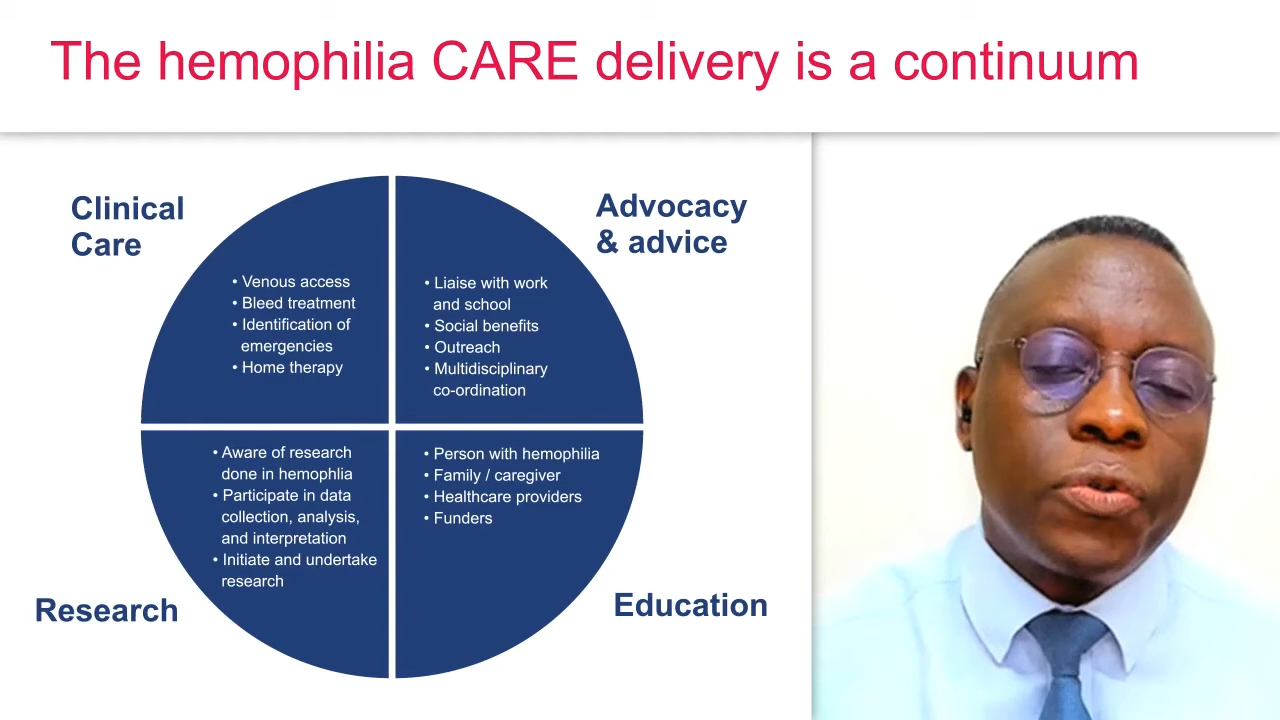 The hemophilia CARE delivery is a continuum
Clinical
Care
• Venous access
• Bleed treatment
• Identification of
emergencies
• Home therapy
Advocacy
& advice
• Liaise with work
and school
• Social benefits
• Outreach
• Multidisciplinary
co-ordination
• Aware of research
done in hemophlia
• Participate in data
collection, analysis,
and interpretation
• Initiate and undertake
research
Research
• Person with hemophilia
• Family / caregiver
• Healthcare providers
• Funders
Education